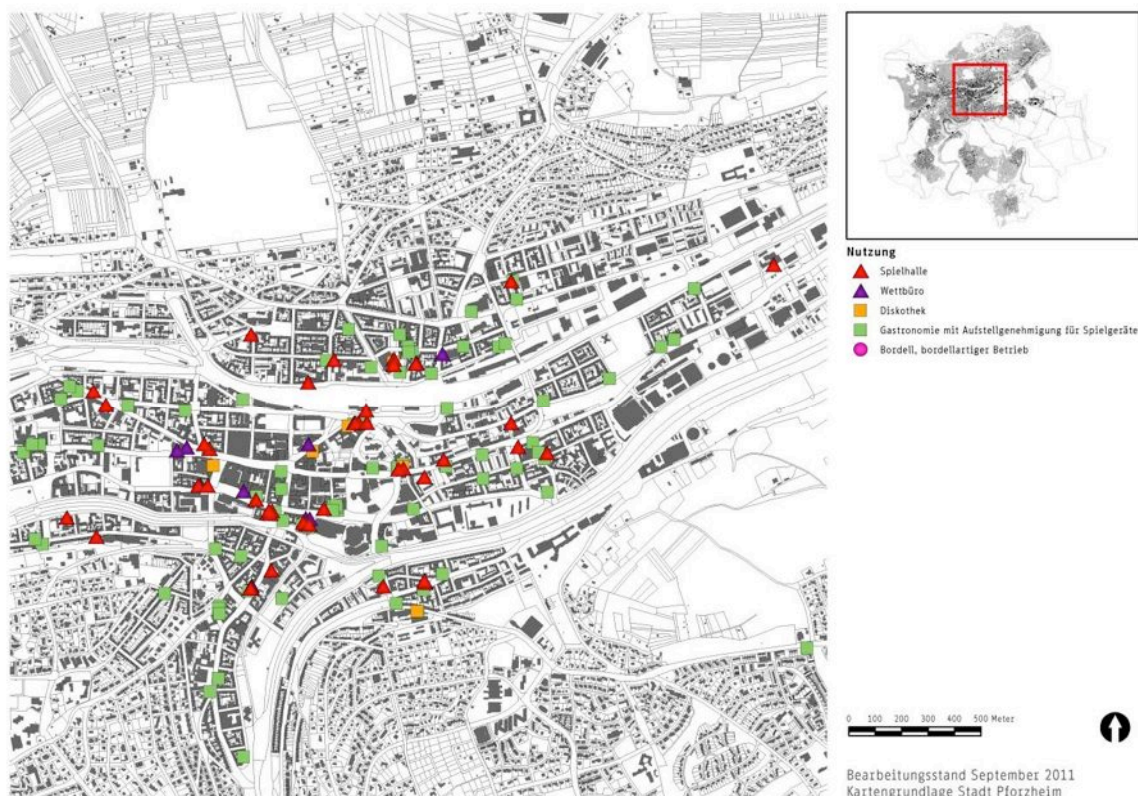 Nutzung
Spielhalle
Wettbüro
Diskothek
Gastronomie mit Aufstellgenehmigung für Spielgeräte
Bordell, bordellartiger Betrieb
0 100 200 300 400 500 Meter
Bearbeitungsstand September 2011
Kartengrundlage Stadt Pforzheim